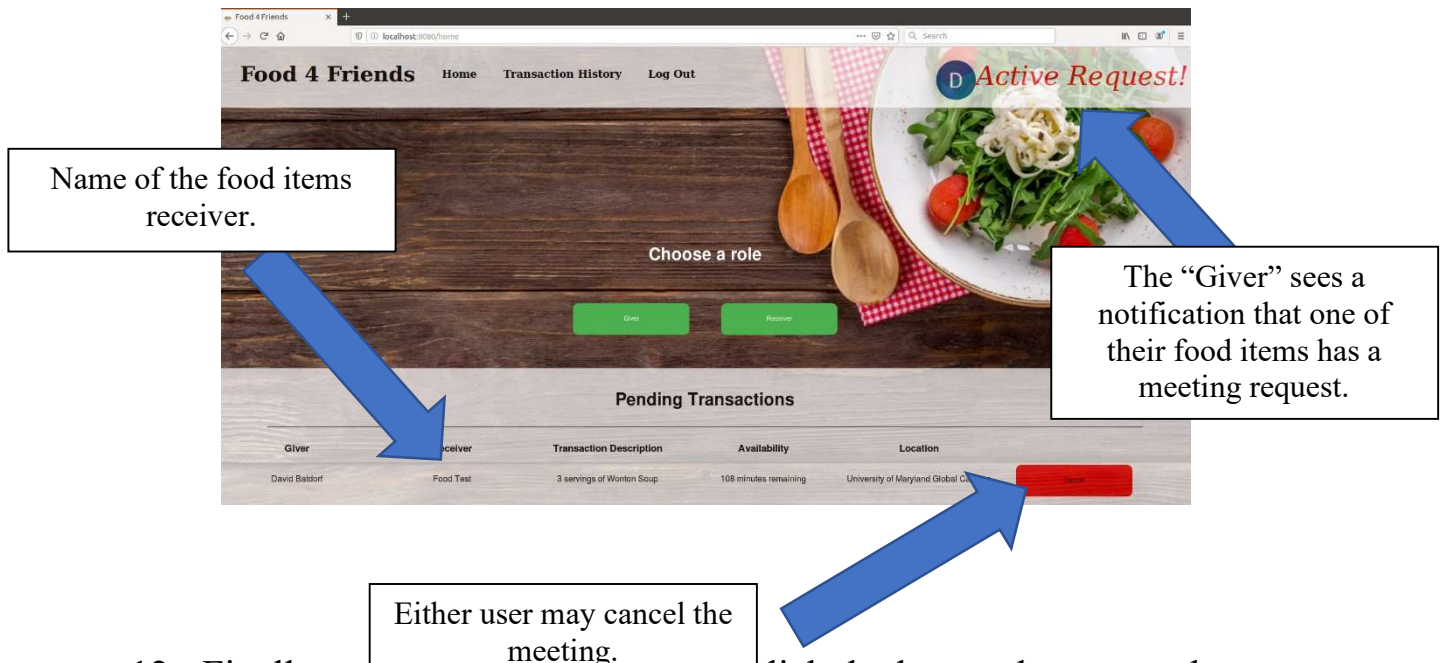 Food 4 Friends
localhost:8080/home
Search
Food 4 Friends Home Transaction History Log Out D Active Request!
Name of the food items
receiver.
Choose a role
Giver Receiver
The “Giver” sees a
notification that one of
their food items has a
meeting request.
Pending Transactions
Giver Transaction Description Availability Location
David Batdorf Food Test 3 servings of Wonton Soup 108 minutes remaining University of Maryland Global
Either user may cancel the
meeting.